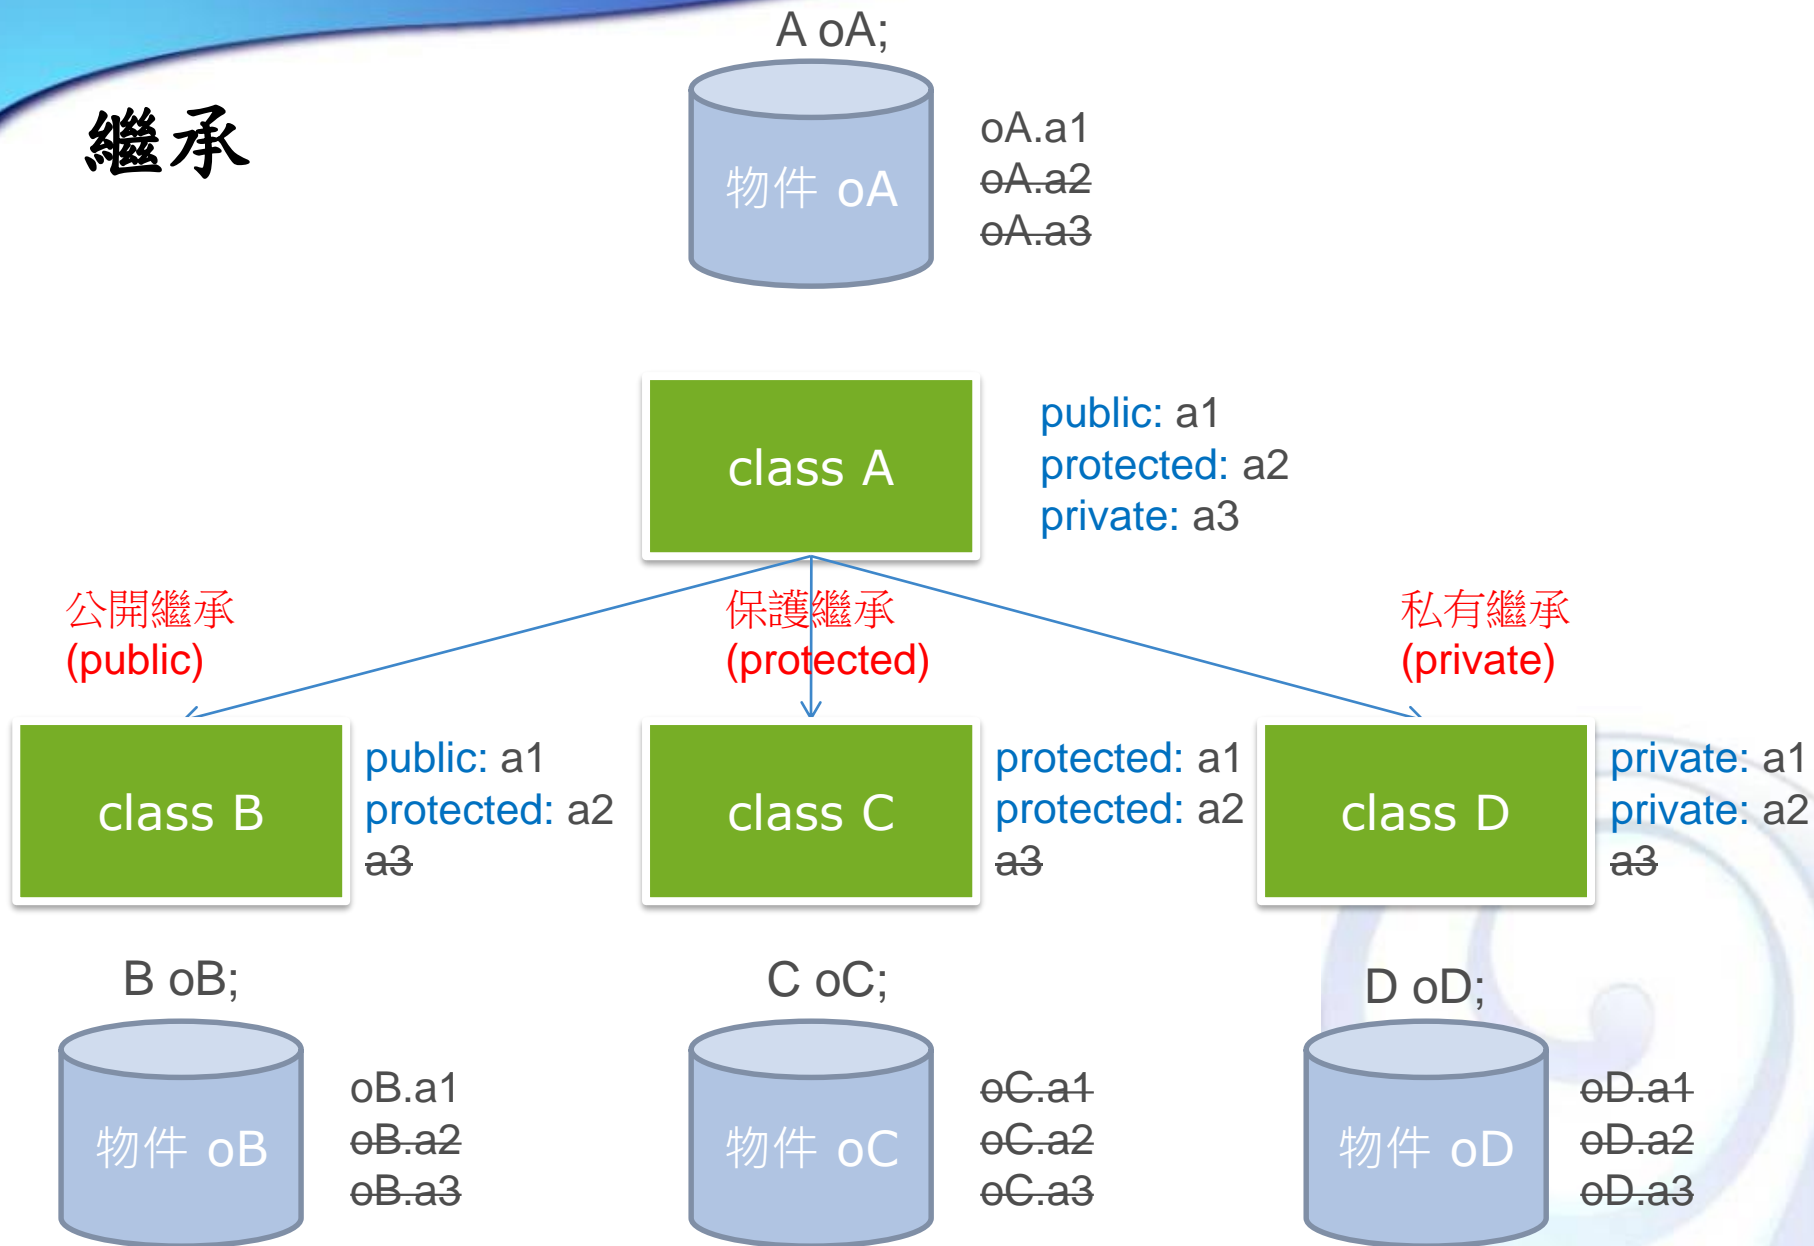 繼承
A oA;
物件 oA
oA.a1
oA.a2
oA.a3
class A
public: a1
protected: a2
private: a3
公開繼承
(public)
保護繼承
(protected)
私有繼承
(private)
class B
public: a1
protected: a2
a3
class C
protected: a1
protected: a2
a3
class D
private: a1
private: a2
a3
B oB;
物件 oB
oB.a1
oB.a2
oB.a3
C oC;
物件 oC
oC.a1
oC.a2
oC.a3
D oD;
物件 oD
oD.a1
oD.a2
oD.a3